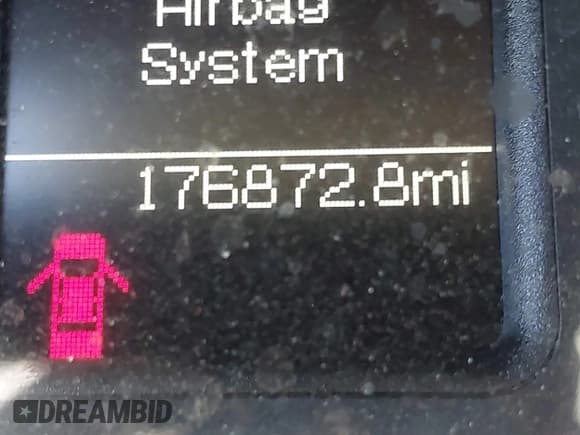 Airbag
System
176872.8mi
DREAMBID